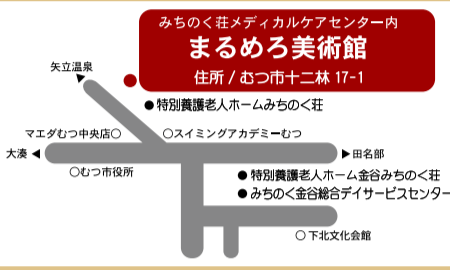 みちのく荘メディカルケアセンター内
まるめろ美術館
住所 / むつ市十二林 17-1
矢立温泉
● 特別養護老人ホームみちのく荘
マエダむつ中央店○
○スイミングアカデミーむつ
大湊 ◀
▶田名部
○むつ市役所
● 特別養護老人ホーム金谷みちのく荘
● みちのく金谷総合デイサービスセンター
○ 下北文化会館